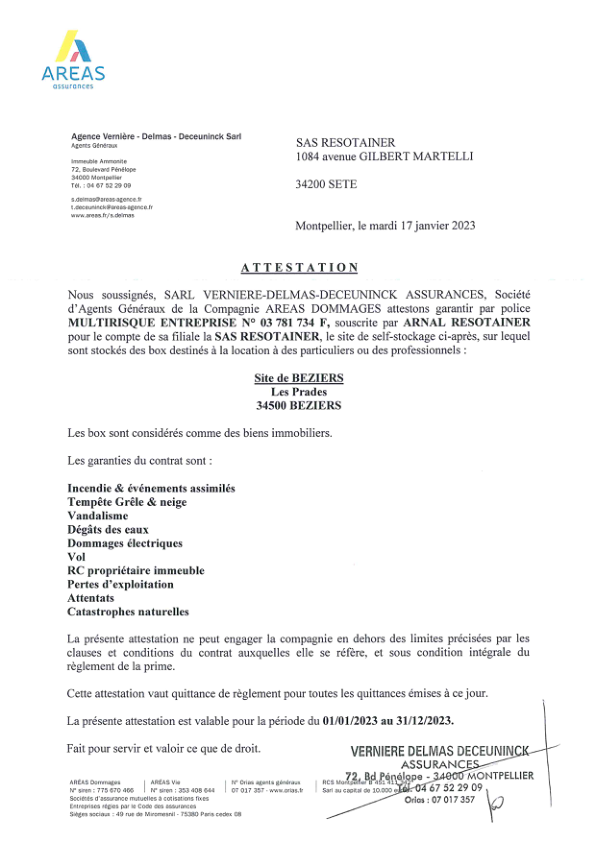 AREAS
assurances
Agence Vernière - Delmas - Deceuninck Sarl
Agents Généraux
Immeuble Ammonite
72, Boulevard Pénélope
34000 Montpellier
Tél. : 04 67 52 29 09
s.delmas@areas-agence.fr
t.deceuninck@areas-agence.fr
www.areas.fr/s.delmas
SAS RESOTAINER
1084 avenue GILBERT MARTELLI
34200 SETE
Montpellier, le mardi 17 janvier 2023
ATTESTATION
Nous soussignés, SARL VERNIERE-DELMAS-DECEUNINCK ASSURANCES, Société
d'Agents Généraux de la Compagnie AREAS DOMMAGES attestons garantir par police
MULTIRISQUE ENTREPRISE N° 03 781 734 F, souscrite par ARNAL RESOTAINER
pour le compte de sa filiale la SAS RESOTAINER, le site de self-stockage ci-après, sur lequel
sont stockés des box destinés à la location à des particuliers ou des professionnels :
Site de BEZIERS
Les Prades
34500 BEZIERS
Les box sont considérés comme des biens immobiliers.
Les garanties du contrat sont :
Incendie & événements assimilés
Tempête Grêle & neige
Vandalisme
Dégâts des eaux
Dommages électriques
Vol
RC propriétaire immeuble
Pertes d'exploitation
Attentats
Catastrophes naturelles
La présente attestation ne peut engager la compagnie en dehors des limites précisées par les
clauses et conditions du contrat auxquelles elle se réfère, et sous condition intégrale du
règlement de la prime.
Cette attestation vaut quittance de règlement pour toutes les quittances émises à ce jour.
La présente attestation est valable pour la période du 01/01/2023 au 31/12/2023.
Fait pour servir et valoir ce que de droit.
VERNIERE DELMAS DECEUNINCK
ASSURANCES
72, Bd Pénélope - 34000 MONTPELLIER
Tél. 04 67 52 29 09
Orias : 07 017 357
ARÉAS Dommages
N° siren : 775 670 466
ARÉAS Vie
N° siren : 353 408 644
N° Orias agents généraux
07 017 357 - www.orias.fr
RCS Montpellier B
Sarl au capital de 10.000
Sociétés d'assurance mutuelles à cotisations fixes
Entreprises régies par le Code des assurances
Sièges sociaux : 49 rue de Miromesnil - 75380 Paris cedex 08